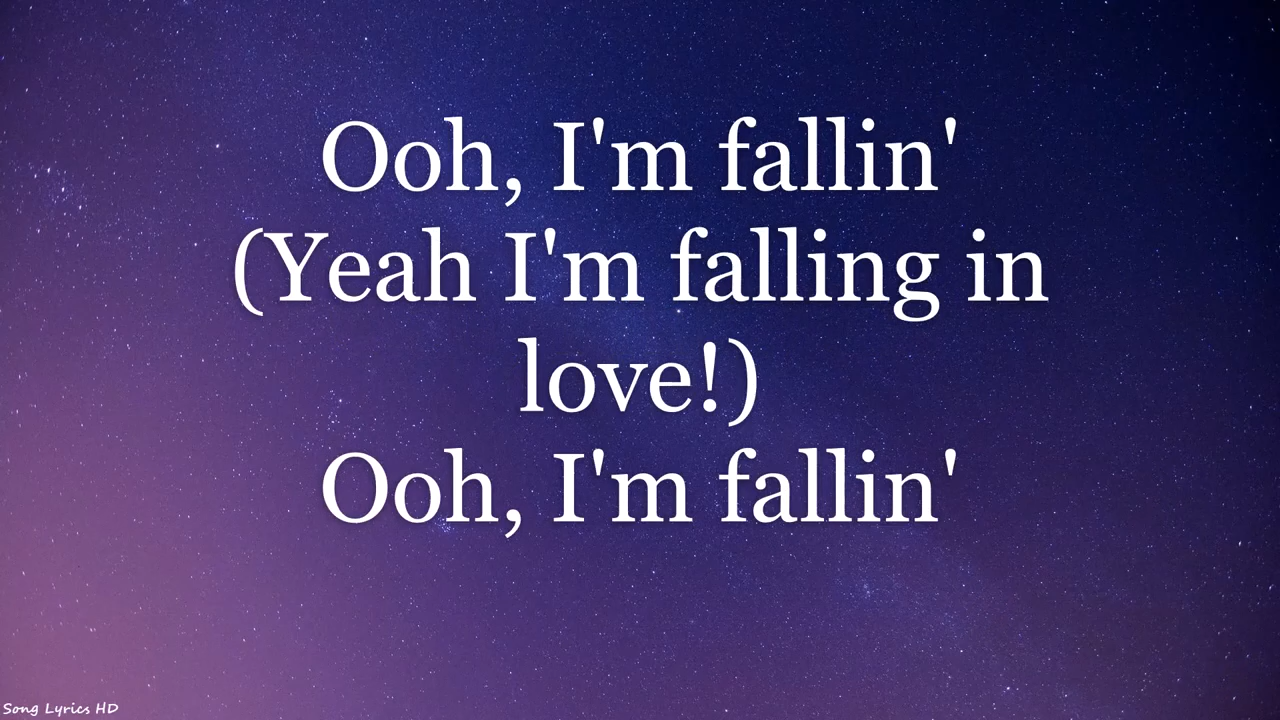 Ooh, I'm fallin'
(Yeah I'm falling in
love!)
Ooh, I'm fallin'
Song Lyrics HD